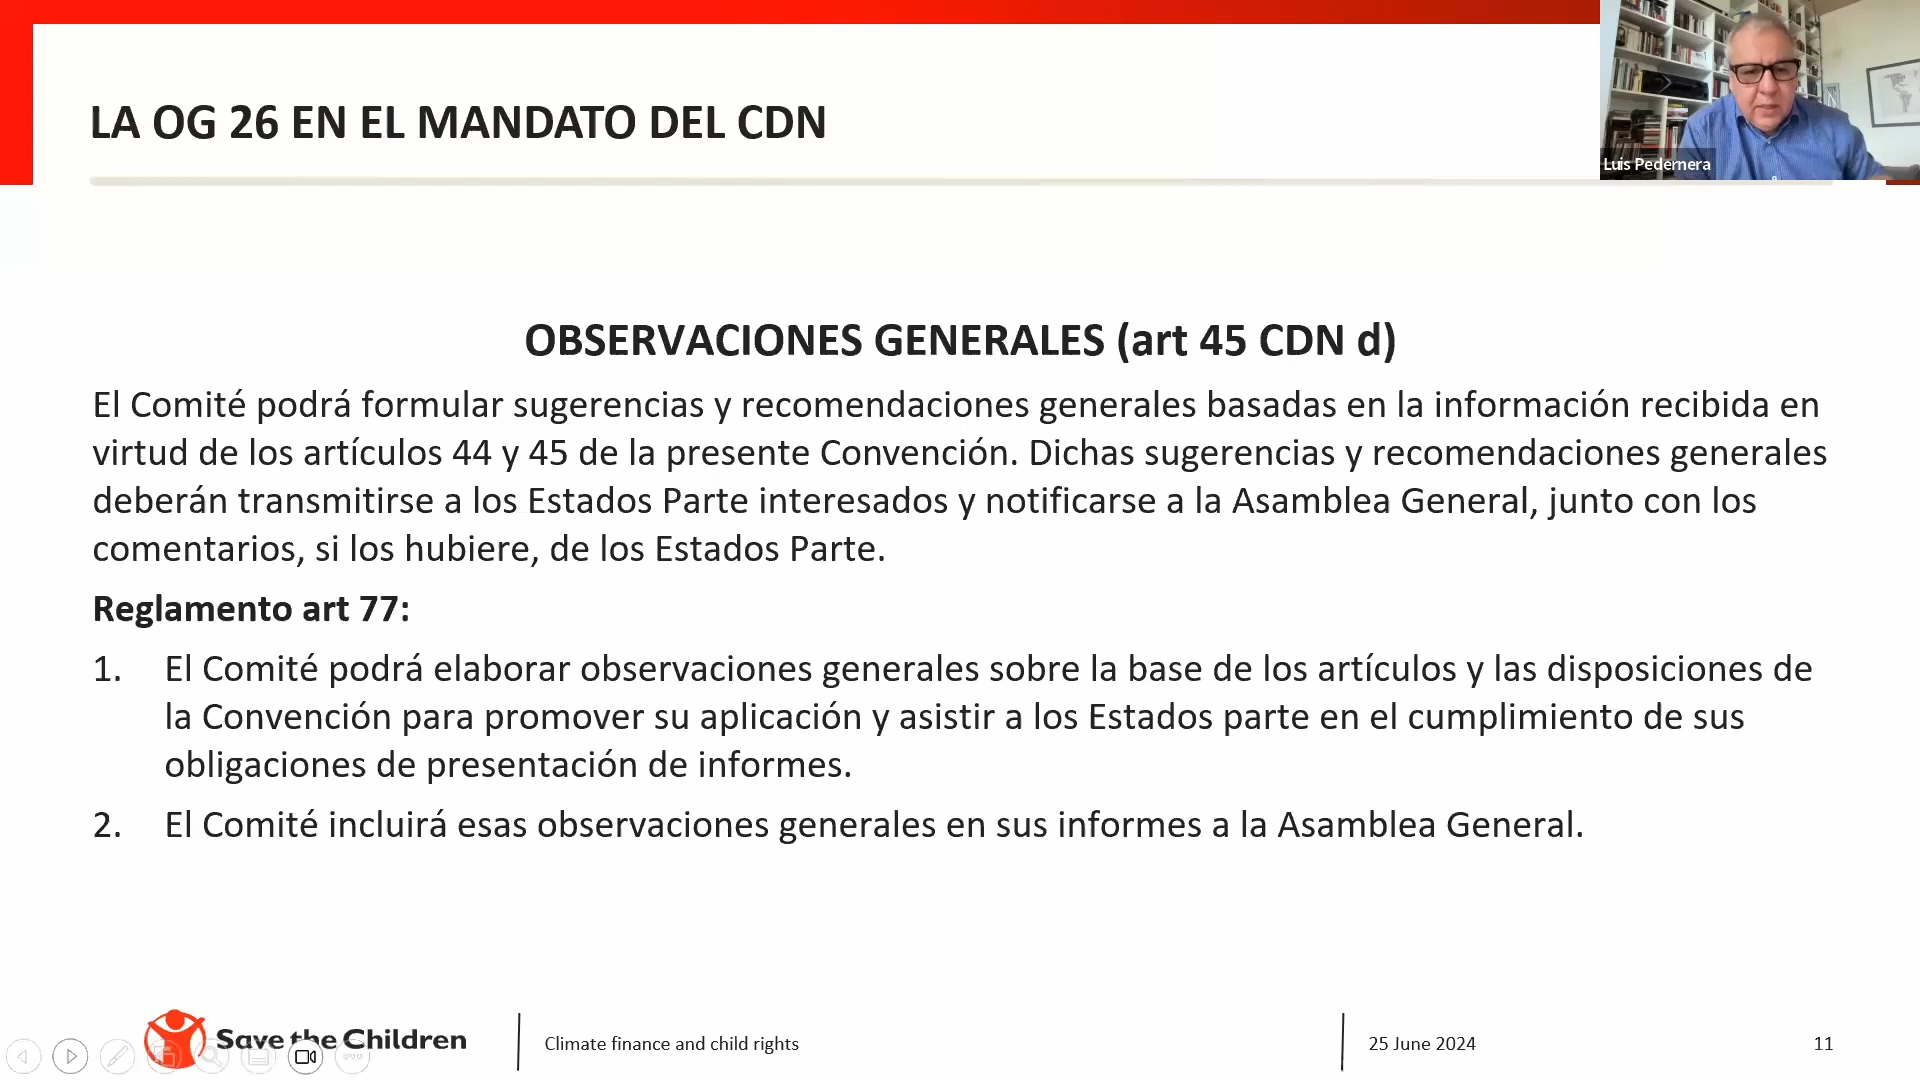 LA OG 26 EN EL MANDATO DEL CDN
Luis Pedernera
OBSERVACIONES GENERALES (art 45 CDN d)
El Comité podrá formular sugerencias y recomendaciones generales basadas en la información recibida en
virtud de los artículos 44 y 45 de la presente Convención. Dichas sugerencias y recomendaciones generales
deberán transmitirse a los Estados Parte interesados y notificarse a la Asamblea General, junto con los
comentarios, si los hubiere, de los Estados Parte.
Reglamento art 77:
1. El Comité podrá elaborar observaciones generales sobre la base de los artículos y las disposiciones de
la Convención para promover su aplicación y asistir a los Estados parte en el cumplimiento de sus
obligaciones de presentación de informes.
2. El Comité incluirá esas observaciones generales en sus informes a la Asamblea General.
Save the Children
Climate finance and child rights
25 June 2024
11